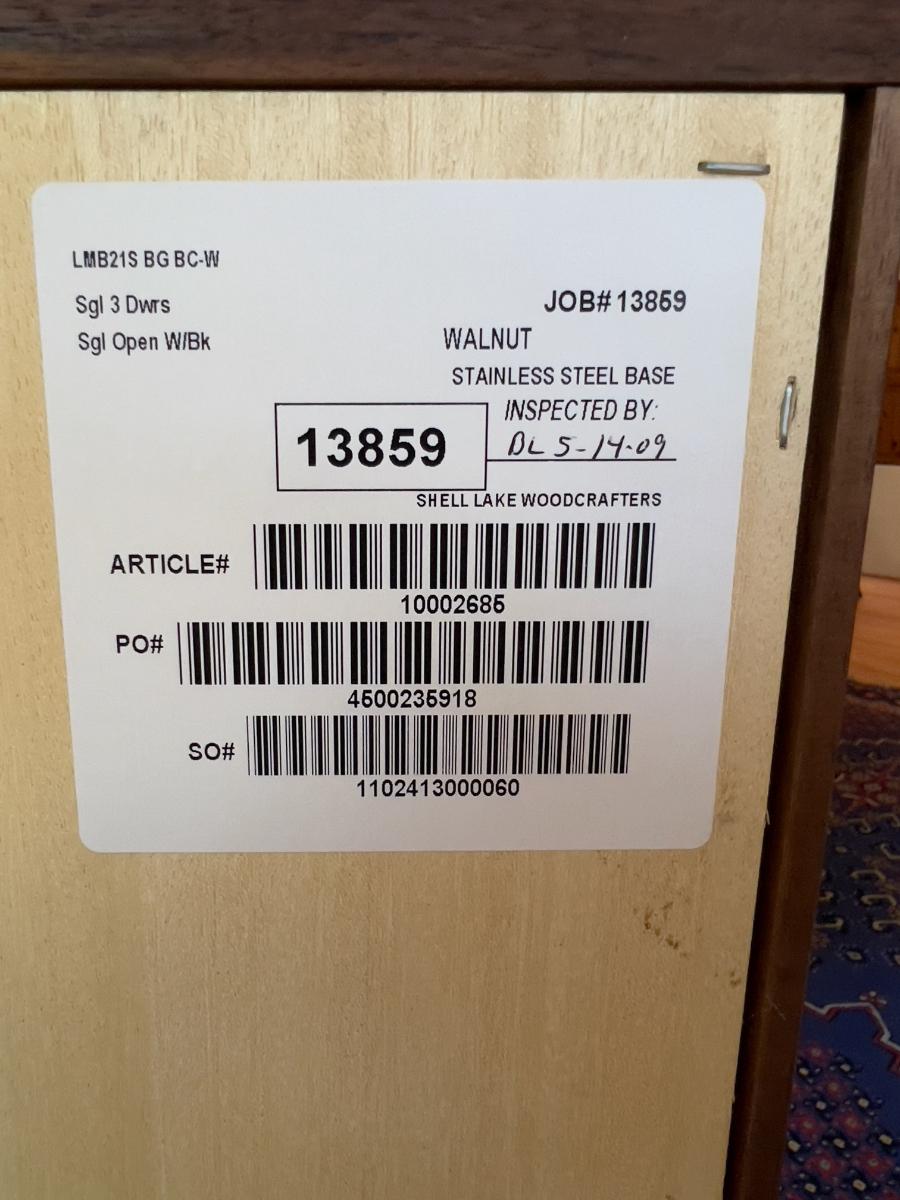 LMB21S BG BC-W
Sgl 3 Dwrs
JOB# 13859
Sgl Open W/Bk
WALNUT
STAINLESS STEEL BASE
INSPECTED BY:
13859
BL 5-14-09
SHELL LAKE WOODCRAFTERS
ARTICLE#
10002685
PO#
4500235918
SO#
1102413000060